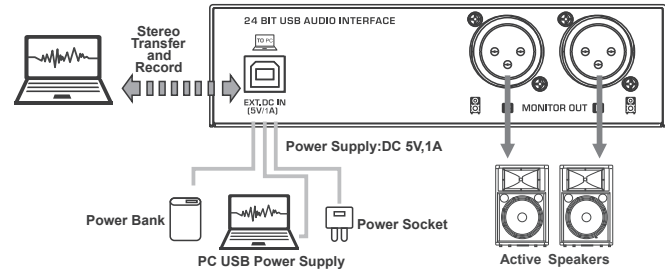 Stereo
Transfer
and
Record
24 BIT USB AUDIO INTERFACE
TO PC
EXT.DC IN
(5V/1A)
MONITOR OUT
Power Supply:DC 5V,1A
Power Bank
PC USB Power Supply
Power Socket
Active Speakers